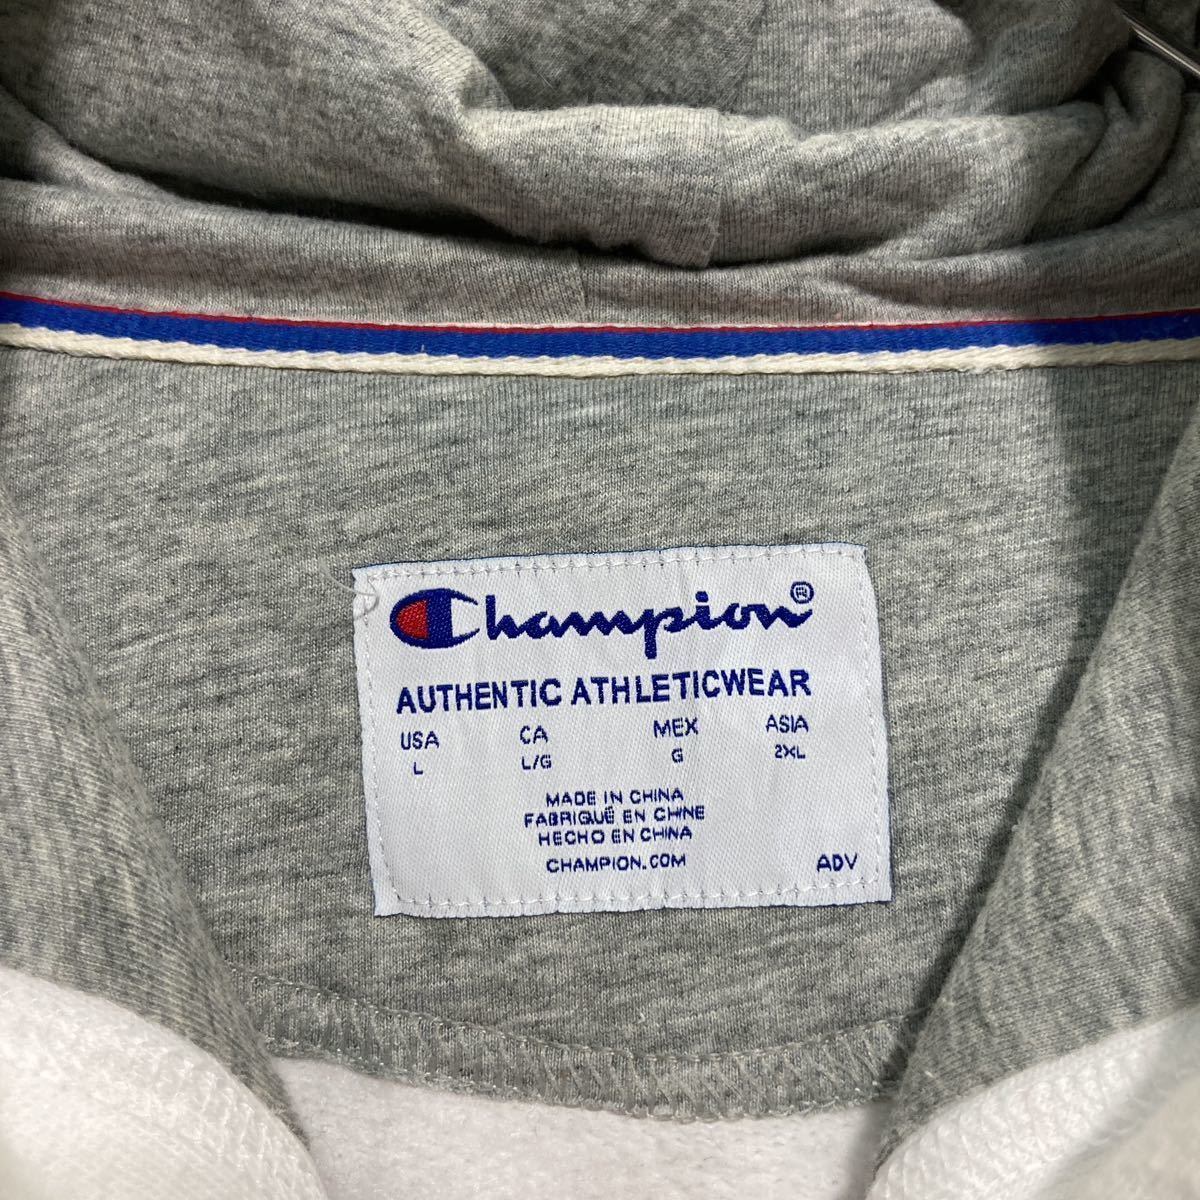 Champion®
AUTHENTIC ATHLETICWEAR
USA CA MEX ASIA
L L/G G 2XL
MADE IN CHINA
FABRIQUÉ EN CHINE
HECHO EN CHINA
CHAMPION.COM ADV